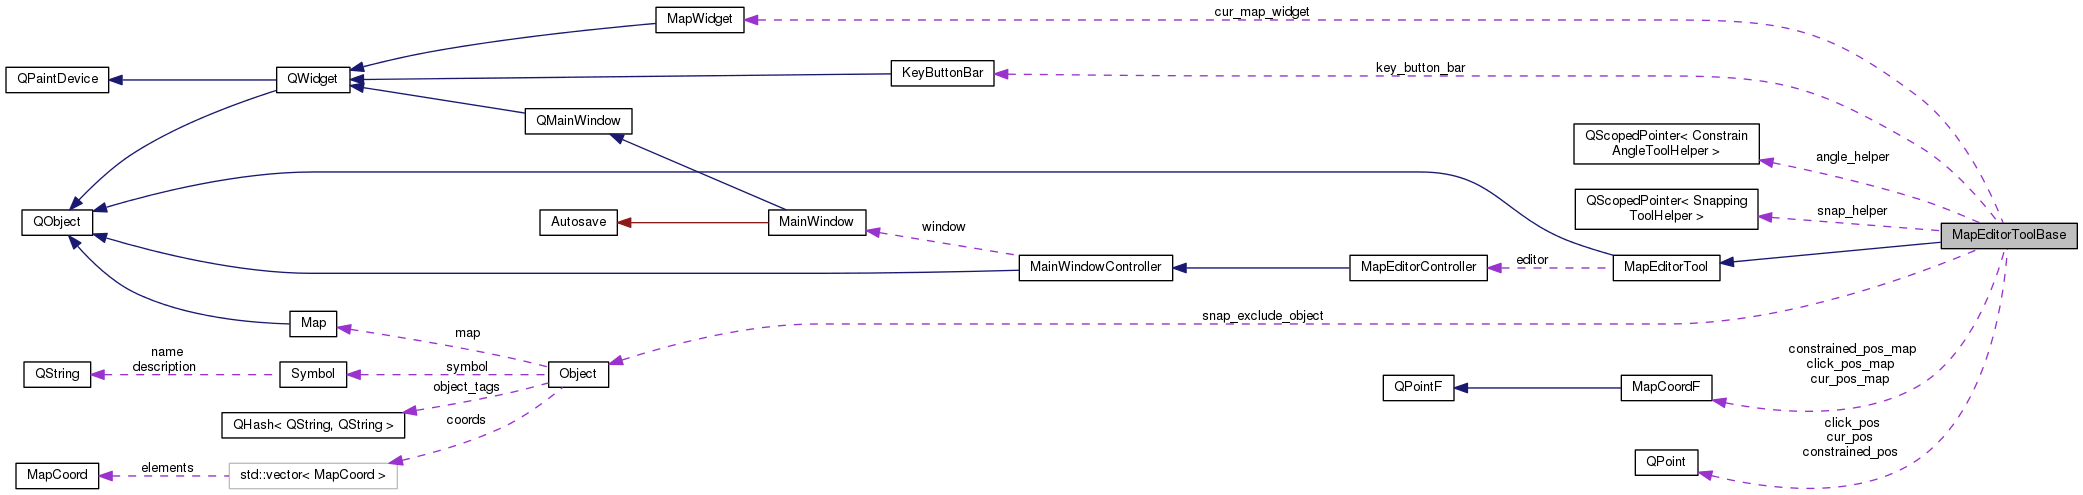 MapWidget
cur_map_widget
QPaintDevice
QWidget
KeyButtonBar
key_button_bar
QMainWindow
QScopedPointer< Constrain
AngleToolHelper >
angle_helper
QScopedPointer< Snapping
ToolHelper >
snap_helper
QObject
Autosave
MainWindow
window
MapEditorToolBase
MainWindowController
MapEditorController
editor
MapEditorTool
Map
map
snap_exclude_object
QString
name
description
Symbol
symbol
Object
object_tags
QHash< QString, QString >
coords
QPointF
MapCoordF
constrained_pos_map
click_pos_map
cur_pos_map
click_pos
cur_pos
constrained_pos
QPoint
MapCoord
elements
std::vector< MapCoord >